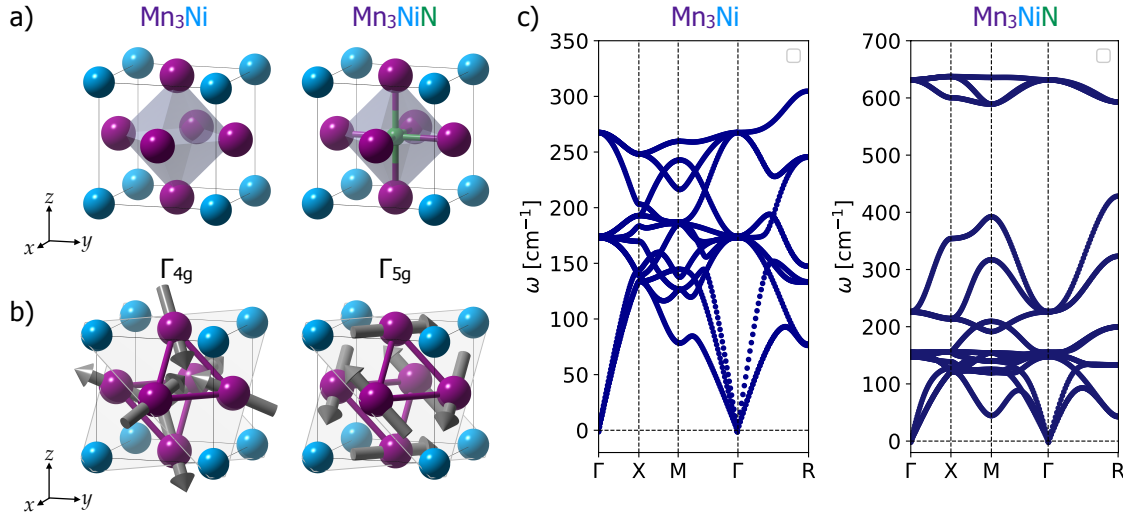 a)
Mn₃Ni
Mn₃NiN
z
x
y
Γ4g
Γ5g
b)
z
x
y
c)
Mn₃Ni
350
300
250
200
150
100
50
0
ω [cm⁻¹]
Γ X M Γ R
Mn₃NiN
700
600
500
400
300
200
100
0
ω [cm⁻¹]
Γ X M Γ R